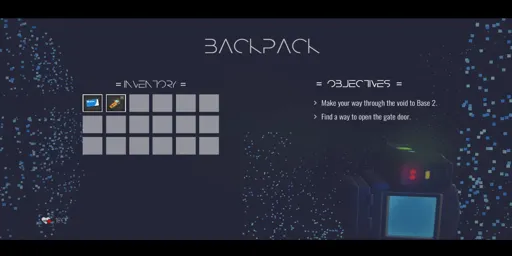 BACKPACK
= INVENTORY =
= OBJECTIVES =
> Make your way through the void to Base 2.
> Find a way to open the gate door.